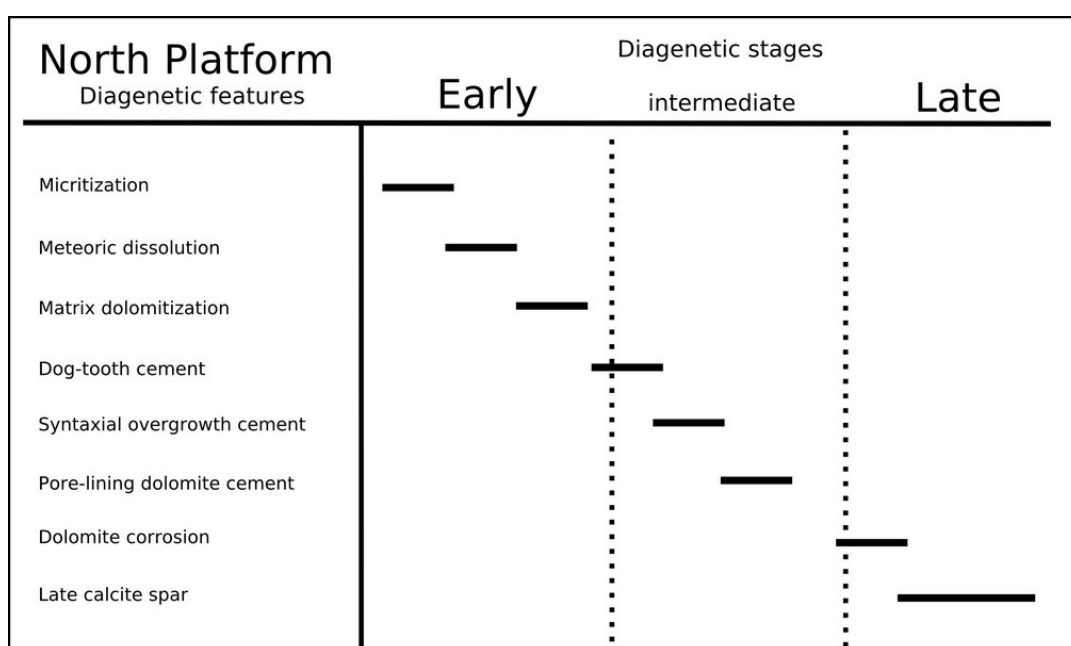 North Platform
Diagenetic features
Diagenetic stages
Early
intermediate
Late
Micritization
Meteoric dissolution
Matrix dolomitization
Dog-tooth cement
Syntaxial overgrowth cement
Pore-lining dolomite cement
Dolomite corrosion
Late calcite spar